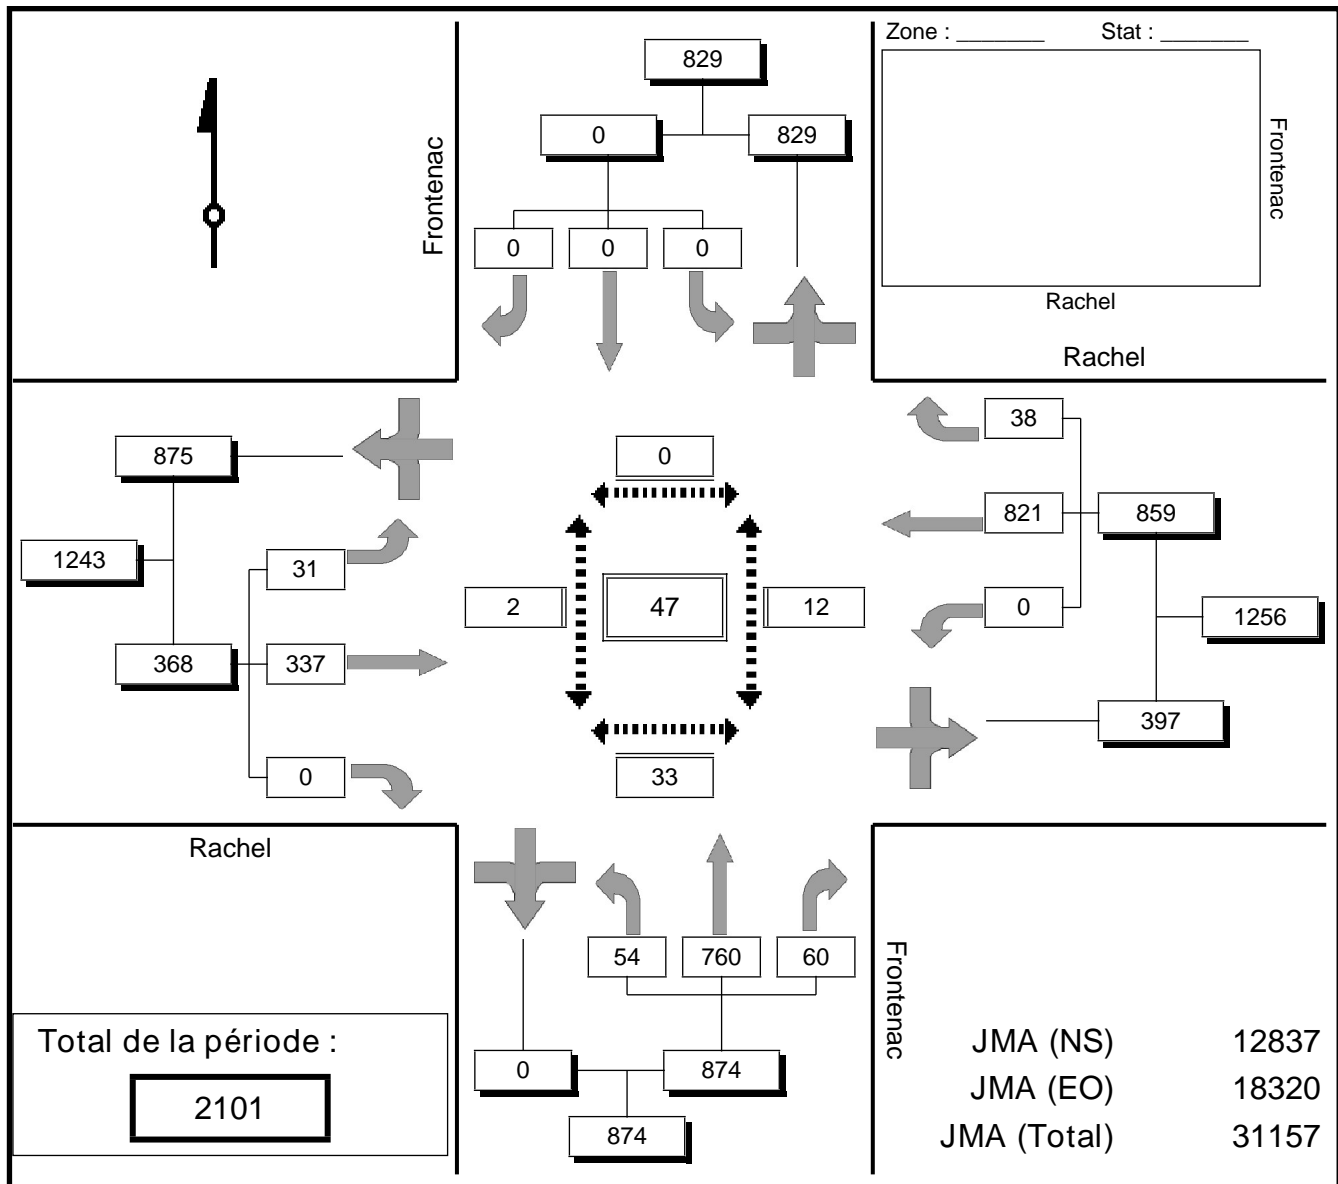 Zone : _______ Stat : _______
829
0 829
Frontenac
Frontenac
0 0 0
Rachel
Rachel
38
875 0
821 859
1243 31
2 47 12
0 1256
368 337
397
0 33
Rachel
54 760 60
Frontenac
Total de la période :
JMA (NS) 12837
0 874
JMA (EO) 18320
2101
874
JMA (Total) 31157